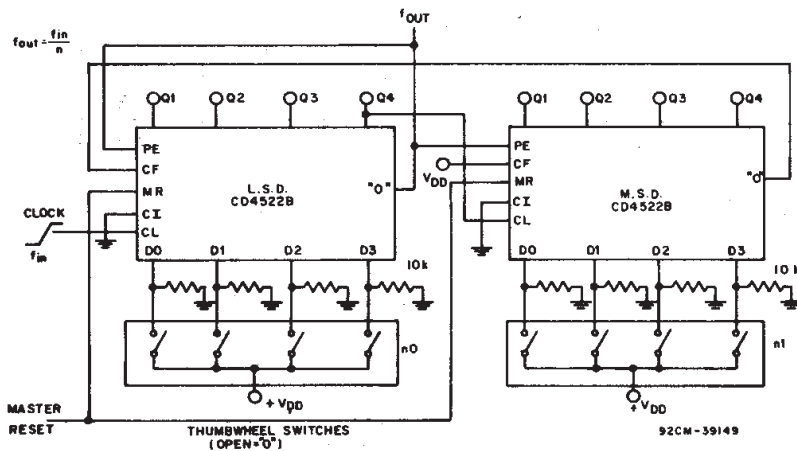 fOUT
fout = fin/n
Q1 Q2 Q3 Q4
Q1 Q2 Q3 Q4
PE
CF
MR
CI
CL
L.S.D.
CD4522B
"0"
VDD
PE
CF
MR
CI
CL
M.S.D.
CD4522B
"0"
CLOCK
fin
D0 D1 D2 D3
D0 D1 D2 D3
10k
10k
n0
n1
+VDD
+VDD
MASTER
RESET
THUMBWHEEL SWITCHES
(OPEN="0")
92CM-39149